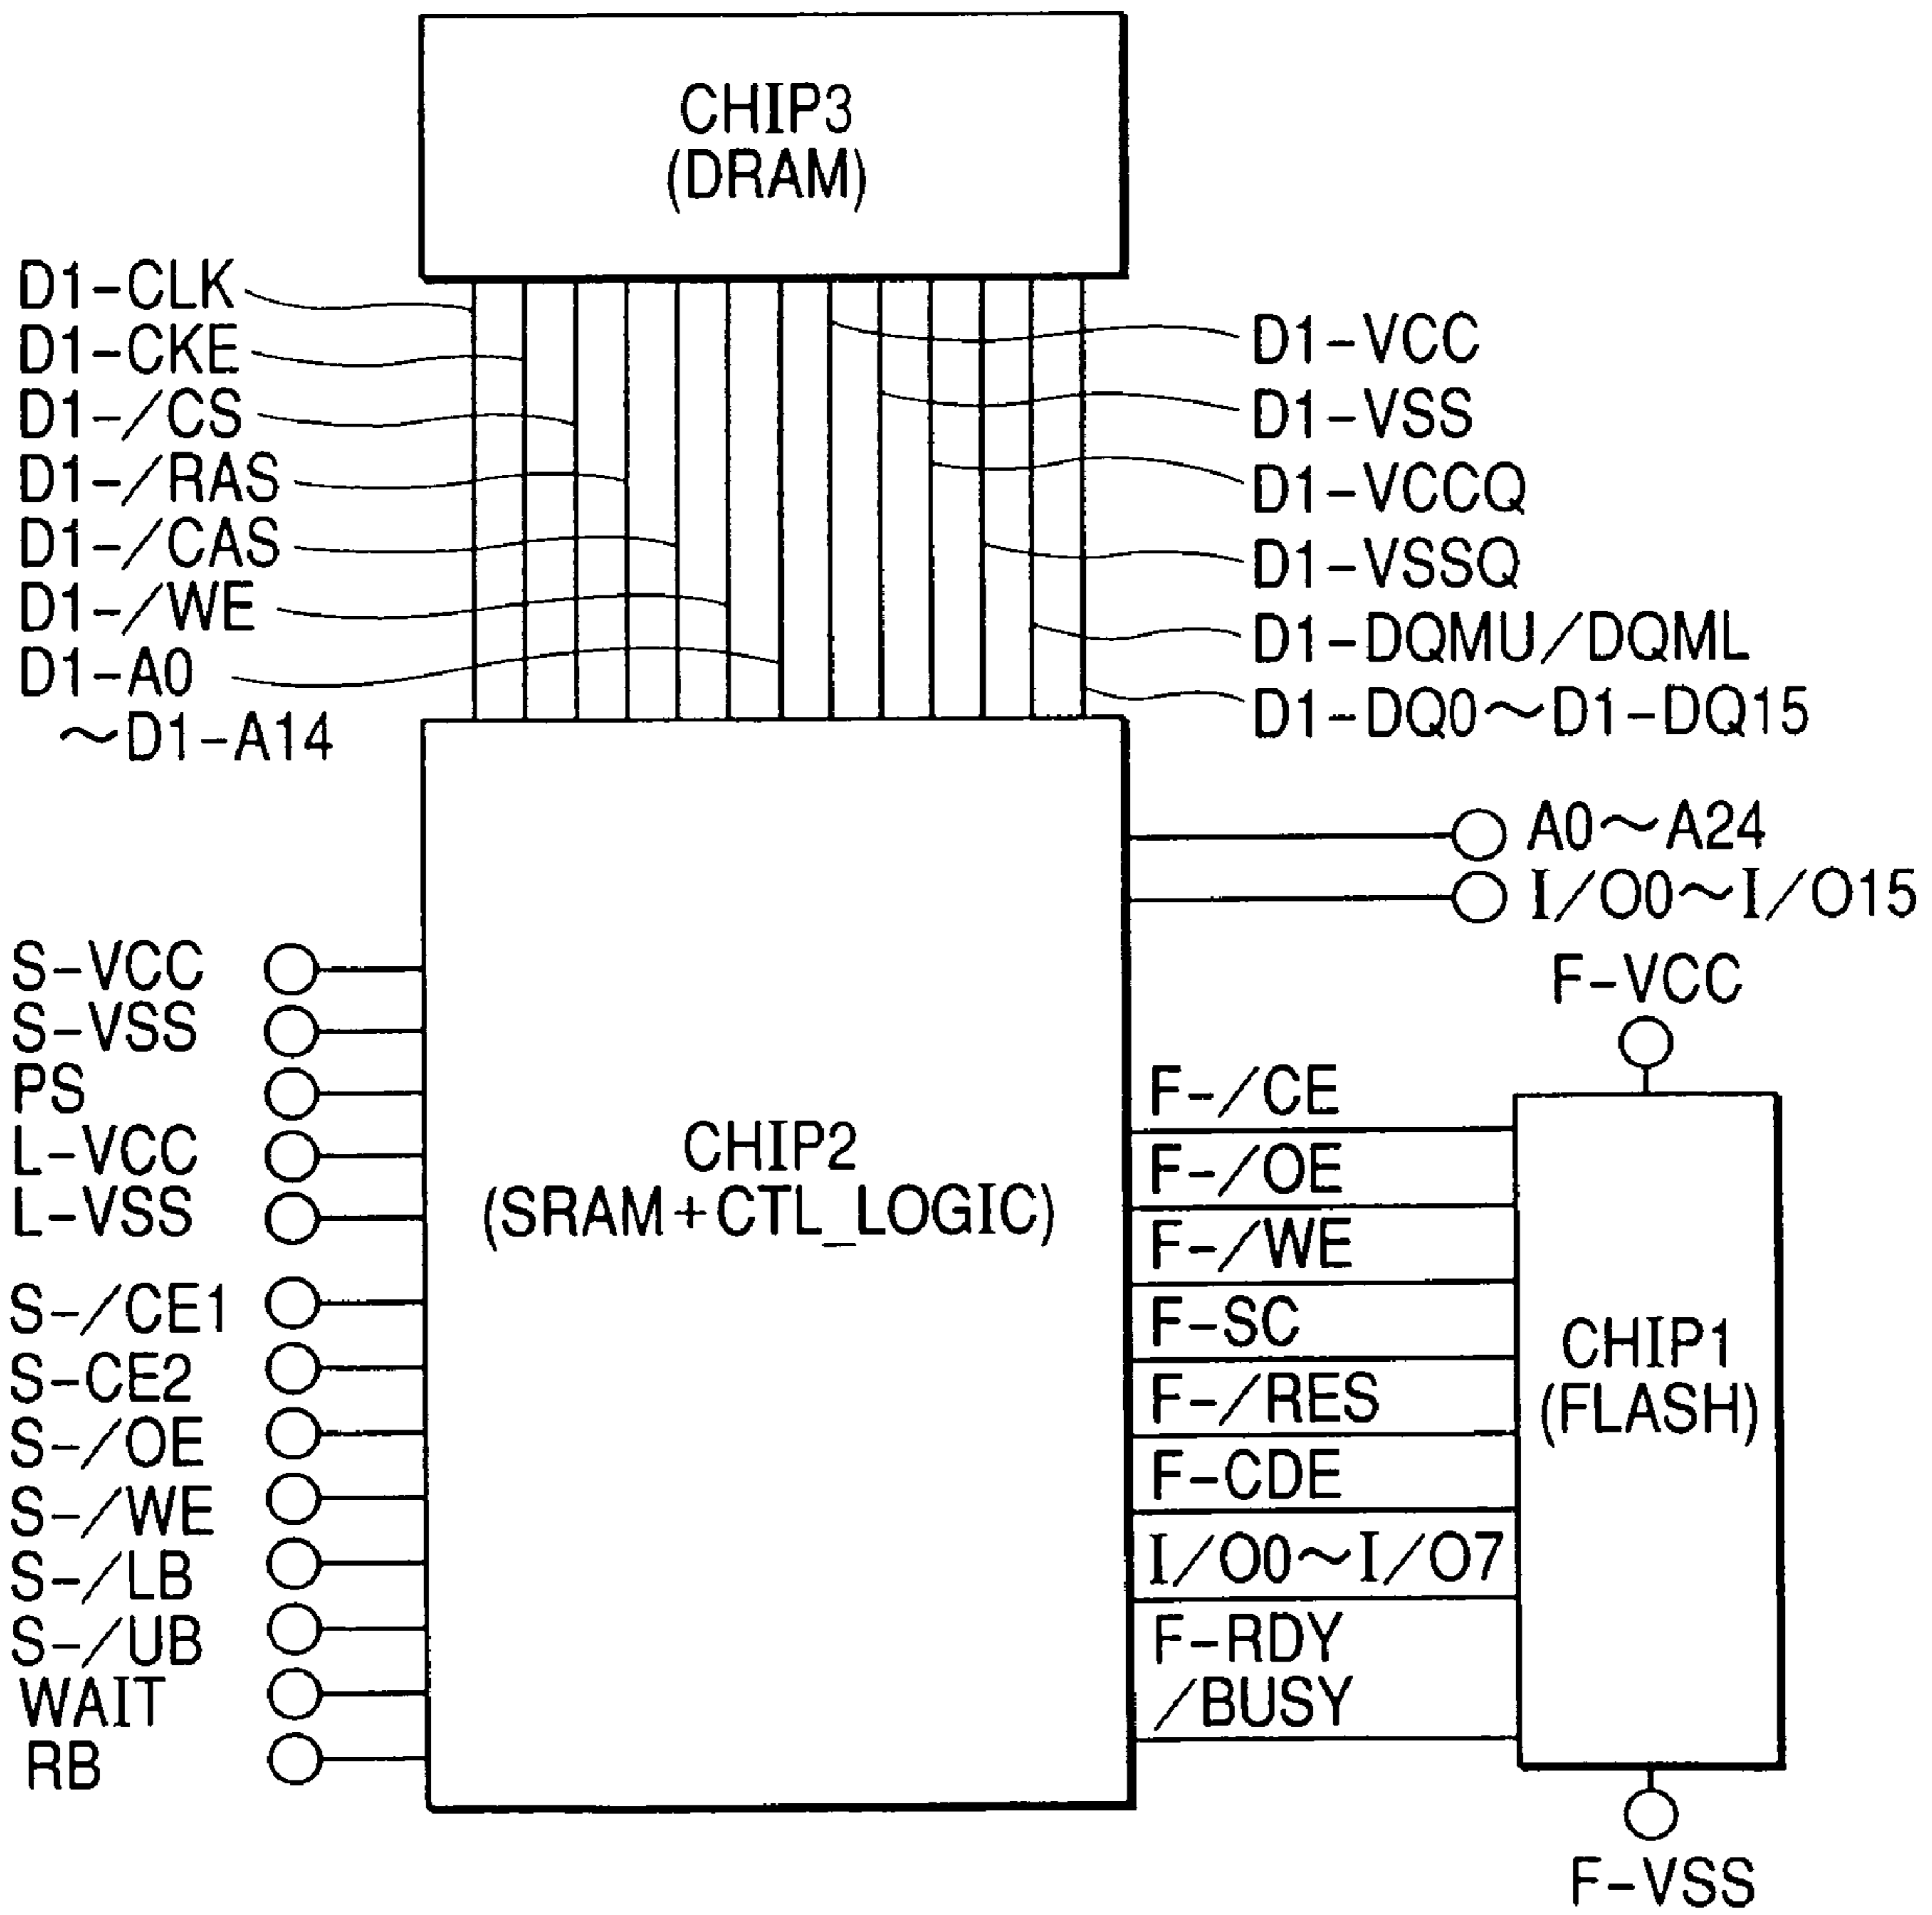 CHIP3
(DRAM)
D1-CLK
D1-CKE
D1-/CS
D1-/RAS
D1-/CAS
D1-/WE
D1-A0
~D1-A14
D1-VCC
D1-VSS
D1-VCCQ
D1-VSSQ
D1-DQMU/DQML
D1-DQ0~D1-DQ15
A0~A24
I/O0~I/O15
S-VCC
S-VSS
PS
L-VCC
L-VSS
S-/CE1
S-CE2
S-/OE
S-/WE
S-/LB
S-/UB
WAIT
RB
CHIP2
(SRAM+CTL_LOGIC)
F-VCC
F-/CE
F-/OE
F-/WE
F-SC
F-/RES
F-CDE
I/O0~I/O7
F-RDY
/BUSY
CHIP1
(FLASH)
F-VSS